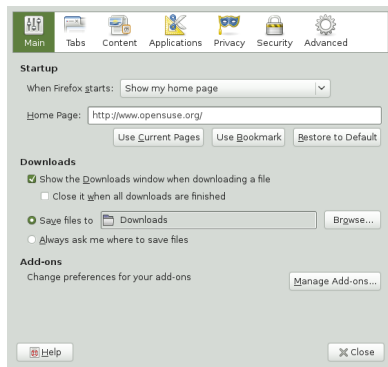 Main Tabs Content Applications Privacy Security Advanced
Startup
When Firefox starts: Show my home page
Home Page: http://www.opensuse.org/
Use Current Pages Use Bookmark Restore to Default
Downloads
Show the Downloads window when downloading a file
Close it when all downloads are finished
Save files to Downloads Browse...
Always ask me where to save files
Add-ons
Change preferences for your add-ons
Manage Add-ons...
Help Close